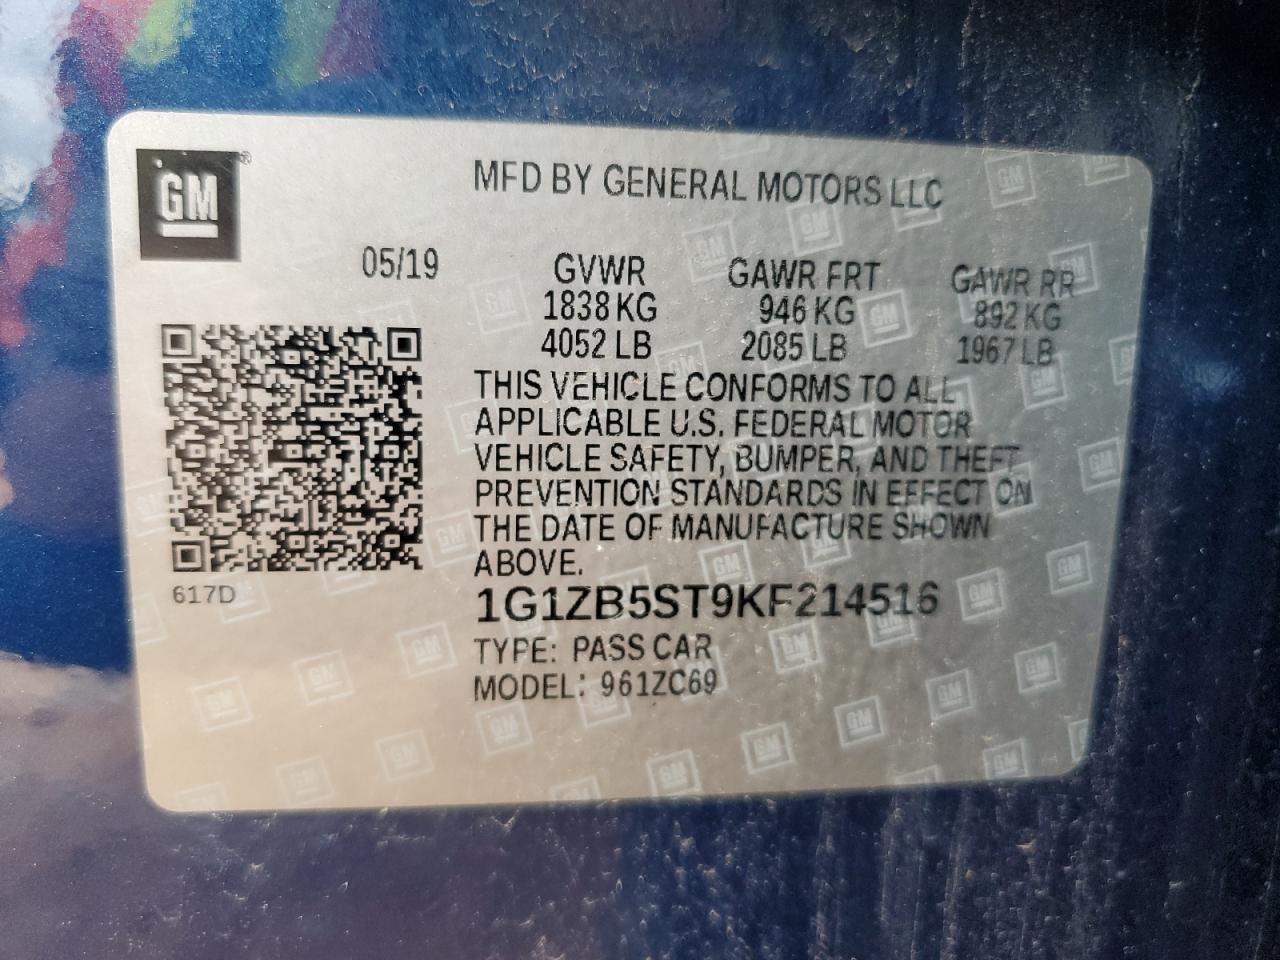 GM®
MFD BY GENERAL MOTORS LLC
05/19 GVWR GAWR FRT GAWR RR
1838 KG 946 KG 892 KG
4052 LB 2085 LB 1967 LB
THIS VEHICLE CONFORMS TO ALL
APPLICABLE U.S. FEDERAL MOTOR
VEHICLE SAFETY, BUMPER, AND THEFT
PREVENTION STANDARDS IN EFFECT ON
THE DATE OF MANUFACTURE SHOWN
ABOVE.
617D
1G1ZB5ST9KF214516
TYPE: PASS CAR
MODEL: 961ZC69